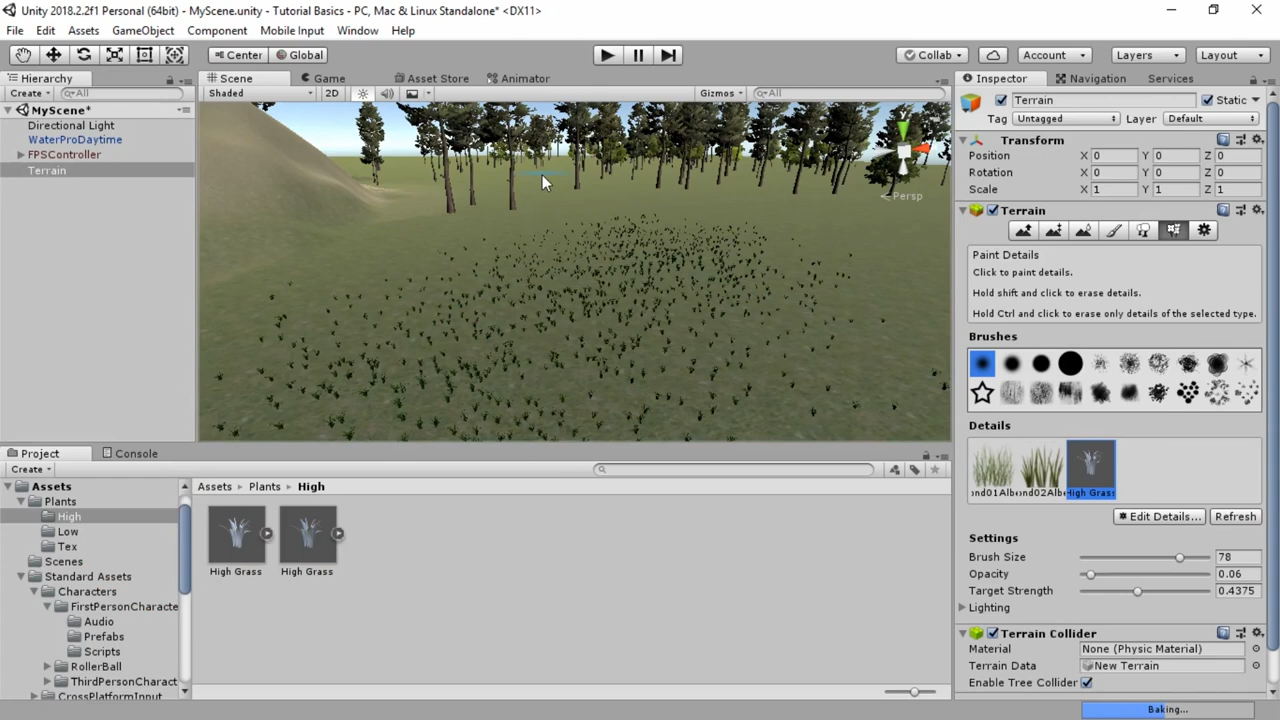 Unity 2018.2.2f1 Personal (64bit) - MyScene.unity - Tutorial Basics - PC, Mac & Linux Standalone* <DX11>
File Edit Assets GameObject Component Mobile Input Window Help
Center Global Collab Account Layers Layout
Hierarchy
Create All
MyScene*
Directional Light
WaterProDaytime
FPSController
Terrain
Scene Game Asset Store Animator
Shaded 2D Gizmos All
Persp
Inspector Navigation Services
Terrain Static
Tag Untagged Layer Default
Transform
Position X 0 Y 0 Z 0
Rotation X 0 Y 0 Z 0
Scale X 1 Y 1 Z 1
Terrain
Paint Details
Click to paint details.
Hold shift and click to erase details.
Hold Ctrl and click to erase only details of the selected type.
Brushes
Details
nd01Albe nd02Albe High Grass
Edit Details... Refresh
Settings
Brush Size 78
Opacity 0.06
Target Strength 0.4375
Lighting
Terrain Collider
Material None (Physic Material)
Terrain Data New Terrain
Enable Tree Collider
Baking...
Project Console
Create
Assets
Plants
High
Low
Tex
Scenes
Standard Assets
Characters
FirstPersonCharacte
Audio
Prefabs
Scripts
RollerBall
ThirdPersonCharact
CrossPlatformInput
Assets Plants High
High Grass High Grass